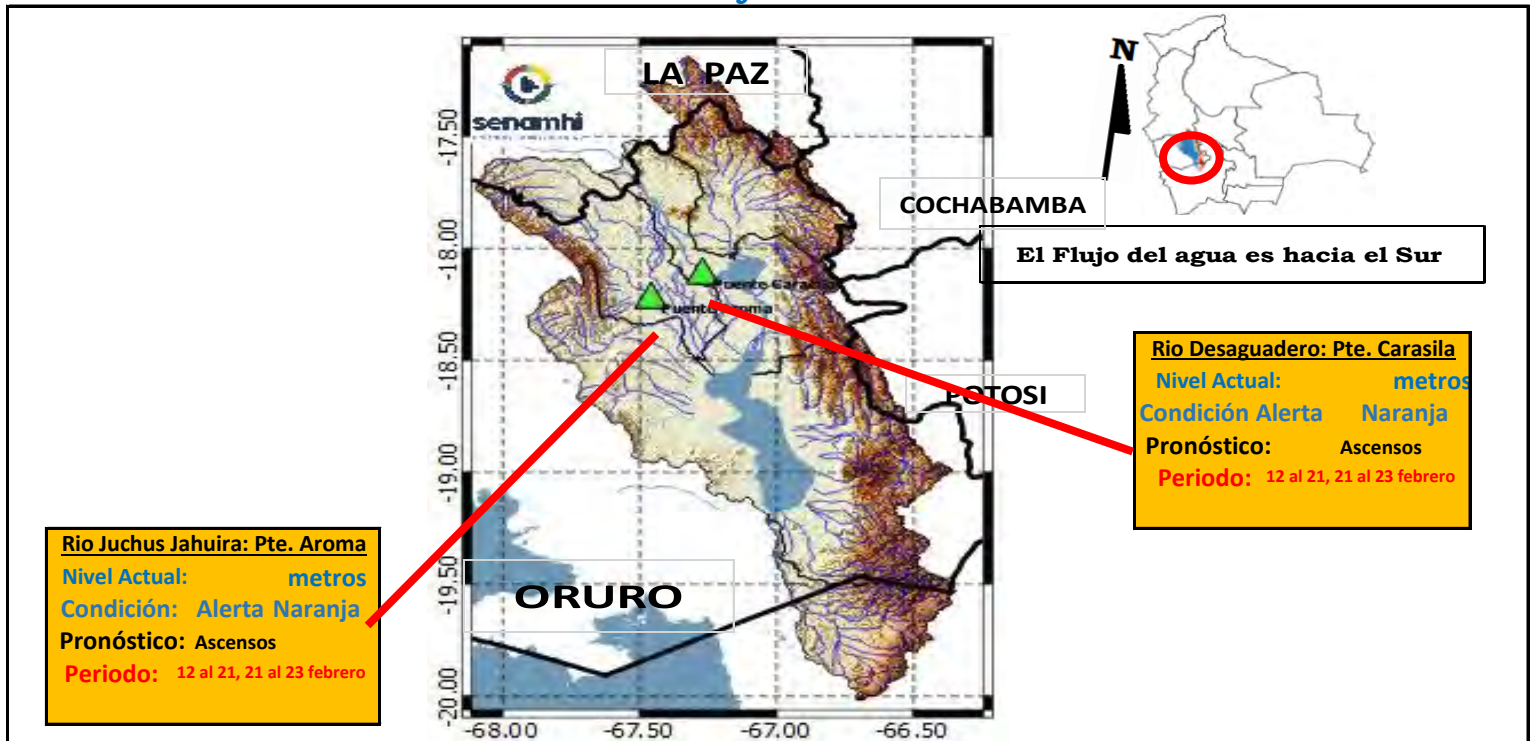 LA PAZ
senamhi
N
COCHABAMBA
El Flujo del agua es hacia el Sur
POTOSI
ORURO
Puente
Puente
Rio Desaguadero: Pte. Carasila
Nivel Actual: metros
Condición Alerta Naranja
Pronóstico: Ascensos
Periodo: 12 al 21, 21 al 23 febrero
Rio Juchus Jahuira: Pte. Aroma
Nivel Actual: metros
Condición: Alerta Naranja
Pronóstico: Ascensos
Periodo: 12 al 21, 21 al 23 febrero
-17.50
-18.00
-18.50
-19.00
-19.50
-20.00
-68.00 -67.50 -67.00 -66.50